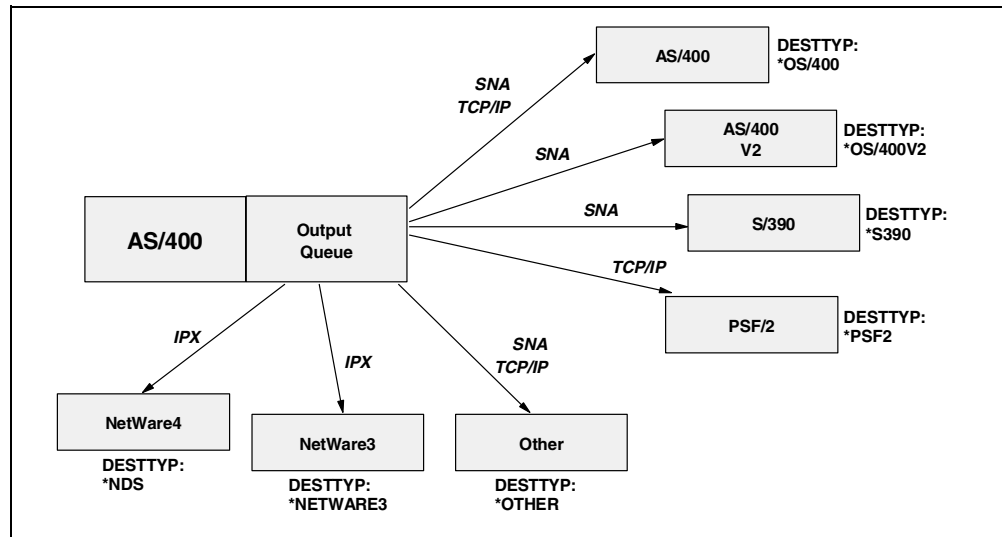 AS/400
DESTTYP:
*OS/400
SNA
TCP/IP
AS/400
V2
DESTTYP:
*OS/400V2
SNA
AS/400
Output
Queue
SNA
S/390
DESTTYP:
*S390
TCP/IP
PSF/2
DESTTYP:
*PSF2
IPX
IPX
SNA
TCP/IP
NetWare4
DESTTYP:
*NDS
NetWare3
DESTTYP:
*NETWARE3
Other
DESTTYP:
*OTHER